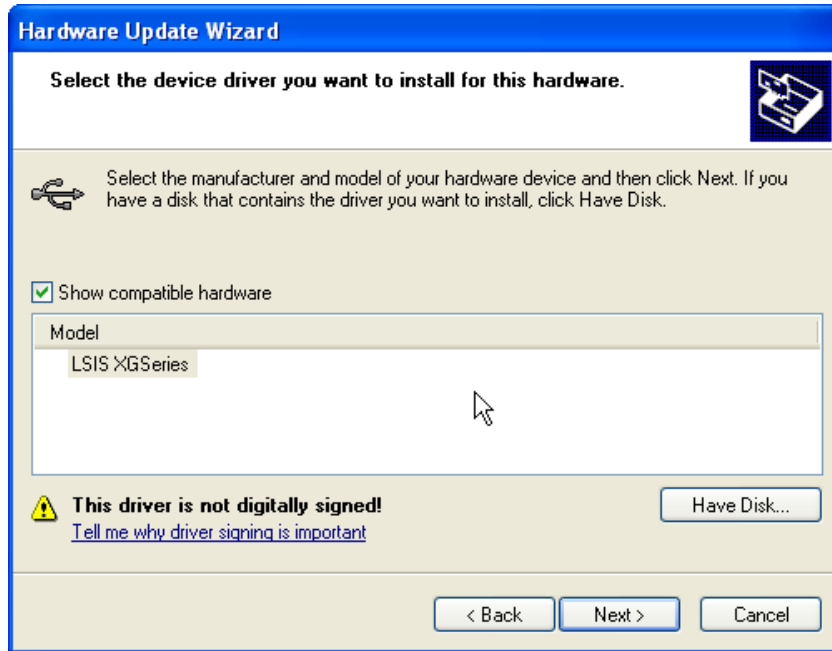 Hardware Update Wizard
Select the device driver you want to install for this hardware.
Select the manufacturer and model of your hardware device and then click Next. If you
have a disk that contains the driver you want to install, click Have Disk.
Show compatible hardware
Model
LSIS XGSeries
This driver is not digitally signed!
Tell me why driver signing is important
Have Disk...
< Back
Next >
Cancel